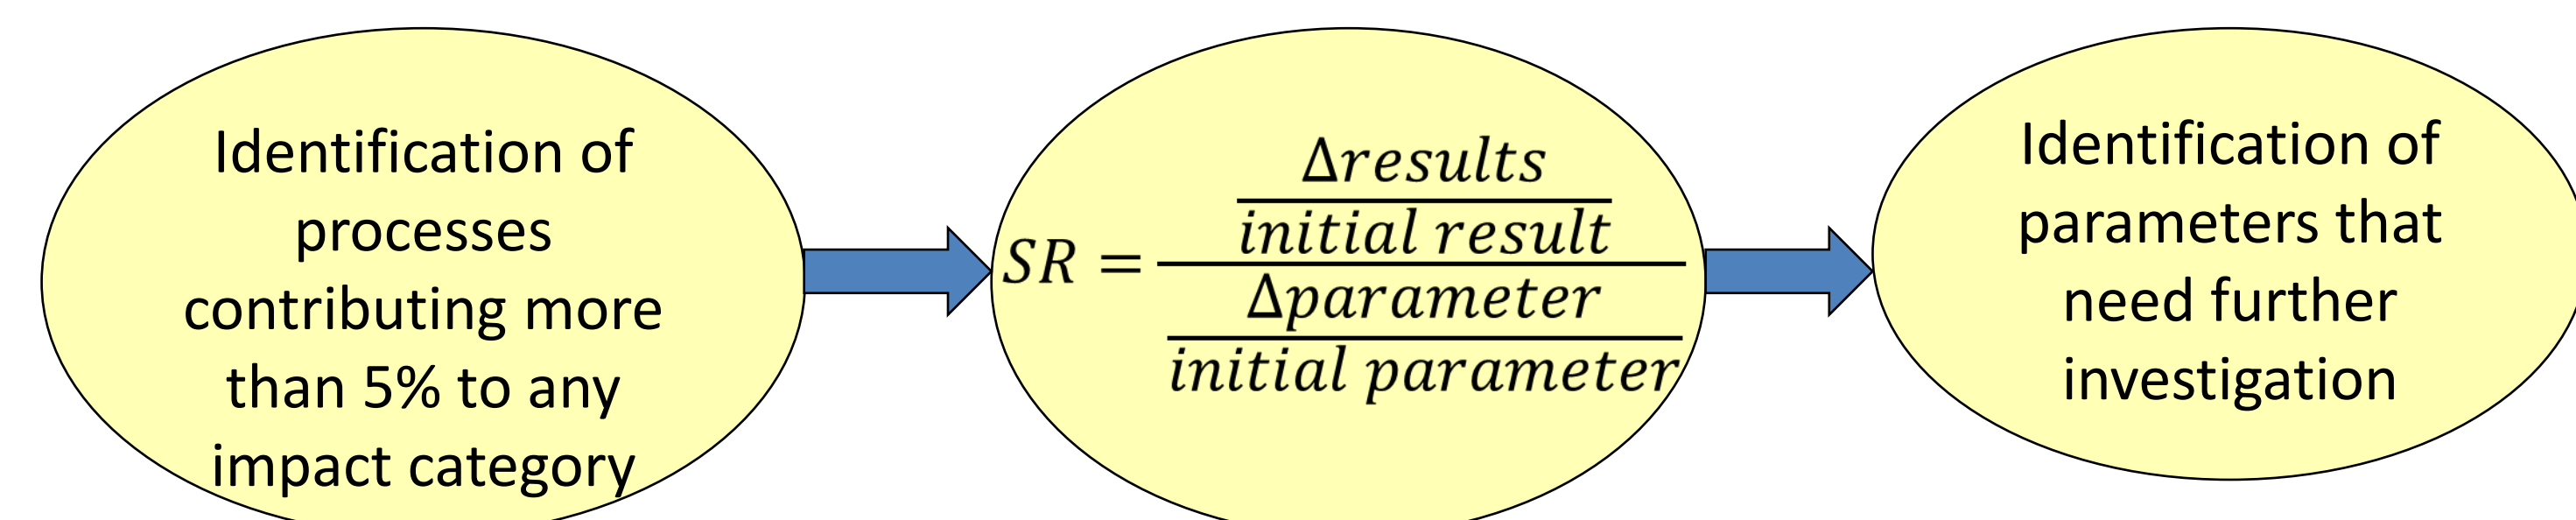 Identification of
processes
contributing more
than 5% to any
impact category
Δresults
initial result
SR =
Δparameter
initial parameter
Identification of
parameters that
need further
investigation